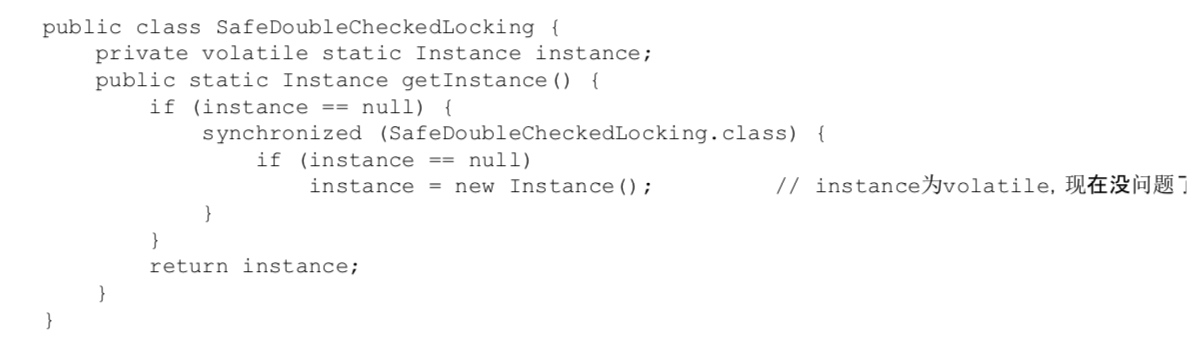 public class SafeDoubleCheckedLocking {
    private volatile static Instance instance;
    public static Instance getInstance() {
        if (instance == null) {
            synchronized (SafeDoubleCheckedLocking.class) {
                if (instance == null)
                    instance = new Instance();         // instance为volatile, 现在没问题了
            }
        }
        return instance;
    }
}